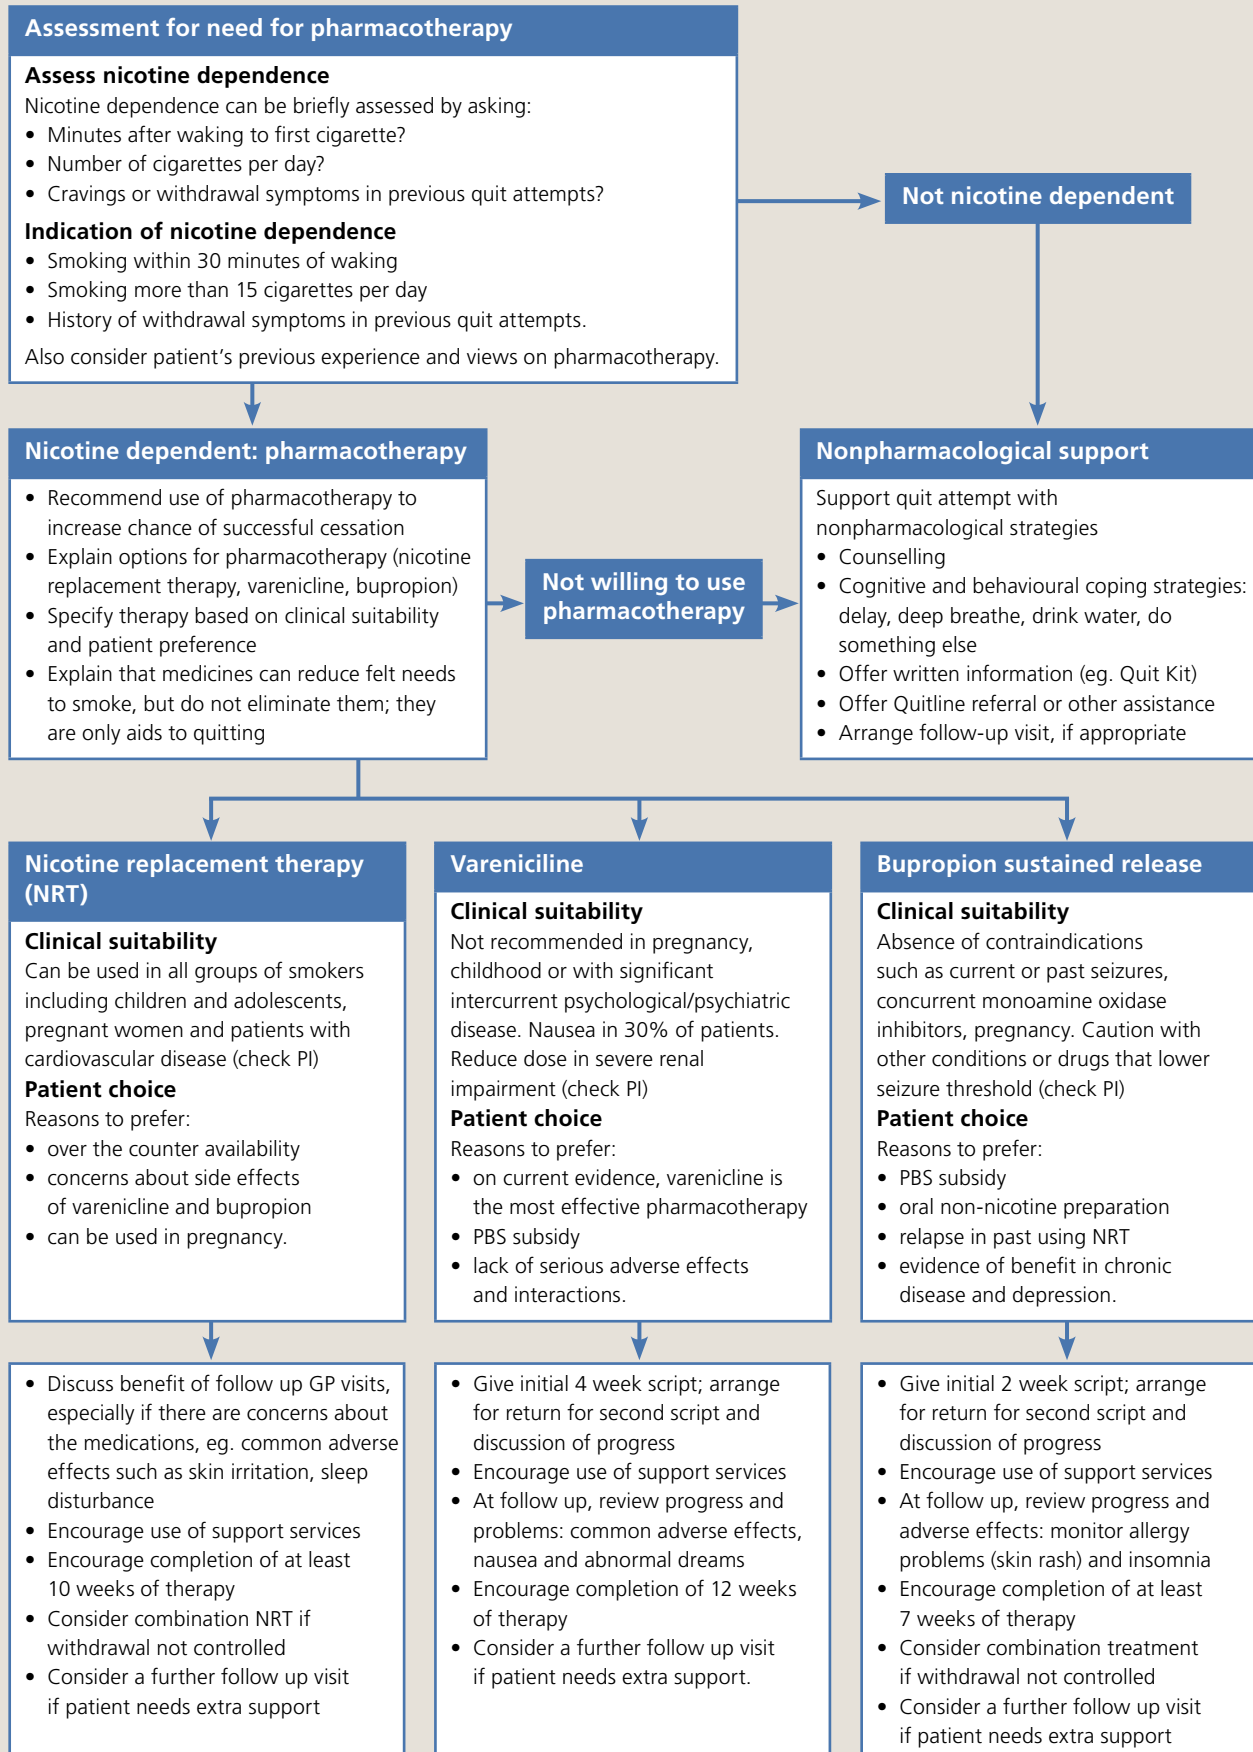 Assessment for need for pharmacotherapy
Assess nicotine dependence
Nicotine dependence can be briefly assessed by asking:
• Minutes after waking to first cigarette?
• Number of cigarettes per day?
• Cravings or withdrawal symptoms in previous quit attempts?
Indication of nicotine dependence
• Smoking within 30 minutes of waking
• Smoking more than 15 cigarettes per day
• History of withdrawal symptoms in previous quit attempts.
Also consider patient's previous experience and views on pharmacotherapy.
Not nicotine dependent
Nicotine dependent: pharmacotherapy
• Recommend use of pharmacotherapy to
increase chance of successful cessation
• Explain options for pharmacotherapy (nicotine
replacement therapy, varenicline, bupropion)
• Specify therapy based on clinical suitability
and patient preference
• Explain that medicines can reduce felt needs
to smoke, but do not eliminate them; they
are only aids to quitting
Not willing to use
pharmacotherapy
Nonpharmacological support
Support quit attempt with
nonpharmacological strategies
• Counselling
• Cognitive and behavioural coping strategies:
delay, deep breathe, drink water, do
something else
• Offer written information (eg. Quit Kit)
• Offer Quitline referral or other assistance
• Arrange follow-up visit, if appropriate
Nicotine replacement therapy
(NRT)
Clinical suitability
Can be used in all groups of smokers
including children and adolescents,
pregnant women and patients with
cardiovascular disease (check PI)
Patient choice
Reasons to prefer:
• over the counter availability
• concerns about side effects
of varenicline and bupropion
• can be used in pregnancy.
• Discuss benefit of follow up GP visits,
especially if there are concerns about
the medications, eg. common adverse
effects such as skin irritation, sleep
disturbance
• Encourage use of support services
• Encourage completion of at least
10 weeks of therapy
• Consider combination NRT if
withdrawal not controlled
• Consider a further follow up visit
if patient needs extra support
Vareniciline
Clinical suitability
Not recommended in pregnancy,
childhood or with significant
intercurrent psychological/psychiatric
disease. Nausea in 30% of patients.
Reduce dose in severe renal
impairment (check PI)
Patient choice
Reasons to prefer:
• on current evidence, varenicline is
the most effective pharmacotherapy
• PBS subsidy
• lack of serious adverse effects
and interactions.
• Give initial 4 week script; arrange
for return for second script and
discussion of progress
• Encourage use of support services
• At follow up, review progress and
problems: common adverse effects,
nausea and abnormal dreams
• Encourage completion of 12 weeks
of therapy
• Consider a further follow up visit
if patient needs extra support.
Bupropion sustained release
Clinical suitability
Absence of contraindications
such as current or past seizures,
concurrent monoamine oxidase
inhibitors, pregnancy. Caution with
other conditions or drugs that lower
seizure threshold (check PI)
Patient choice
Reasons to prefer:
• PBS subsidy
• oral non-nicotine preparation
• relapse in past using NRT
• evidence of benefit in chronic
disease and depression.
• Give initial 2 week script; arrange
for return for second script and
discussion of progress
• Encourage use of support services
• At follow up, review progress and
adverse effects: monitor allergy
problems (skin rash) and insomnia
• Encourage completion of at least
7 weeks of therapy
• Consider combination treatment
if withdrawal not controlled
• Consider a further follow up visit
if patient needs extra support